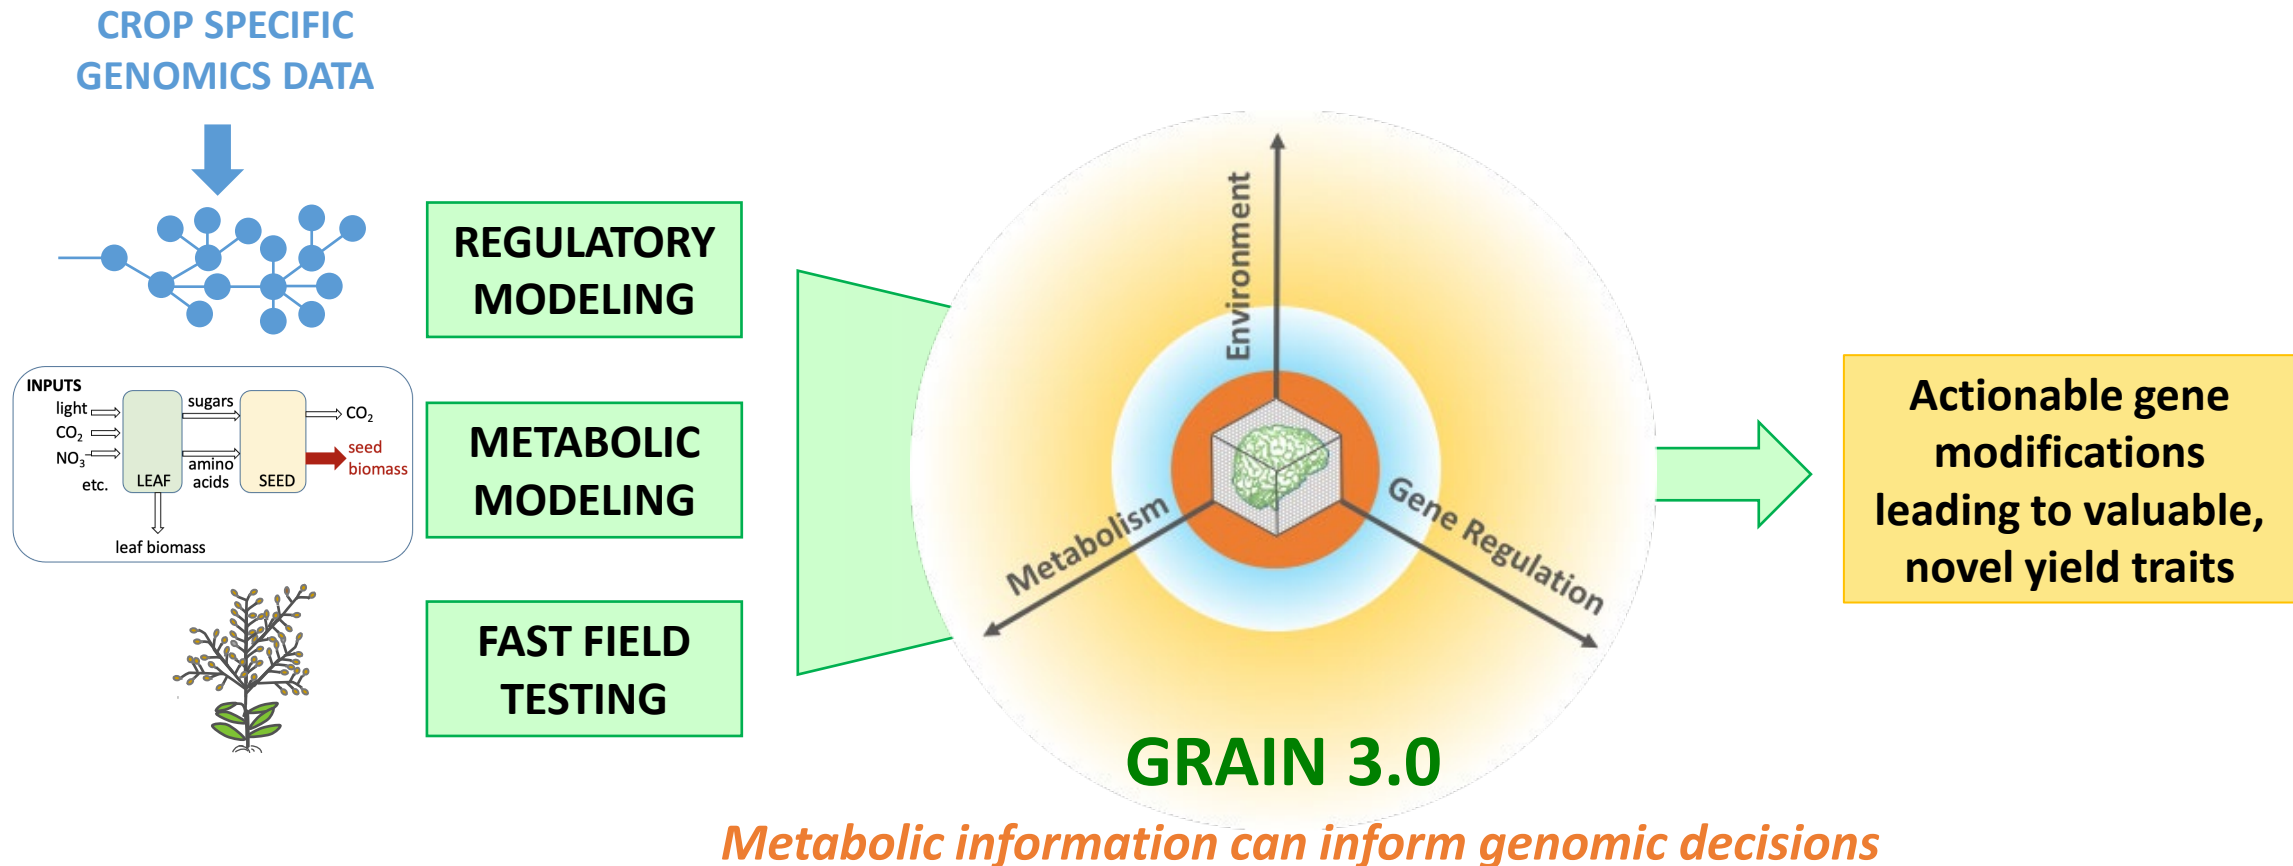 CROP SPECIFIC
GENOMICS DATA
REGULATORY
MODELING
INPUTS
light
CO₂
NO₃⁻
etc.
LEAF
sugars
amino
acids
SEED
CO₂
seed
biomass
leaf biomass
METABOLIC
MODELING
FAST FIELD
TESTING
Environment
Metabolism
Gene Regulation
GRAIN 3.0
Actionable gene
modifications
leading to valuable,
novel yield traits
Metabolic information can inform genomic decisions